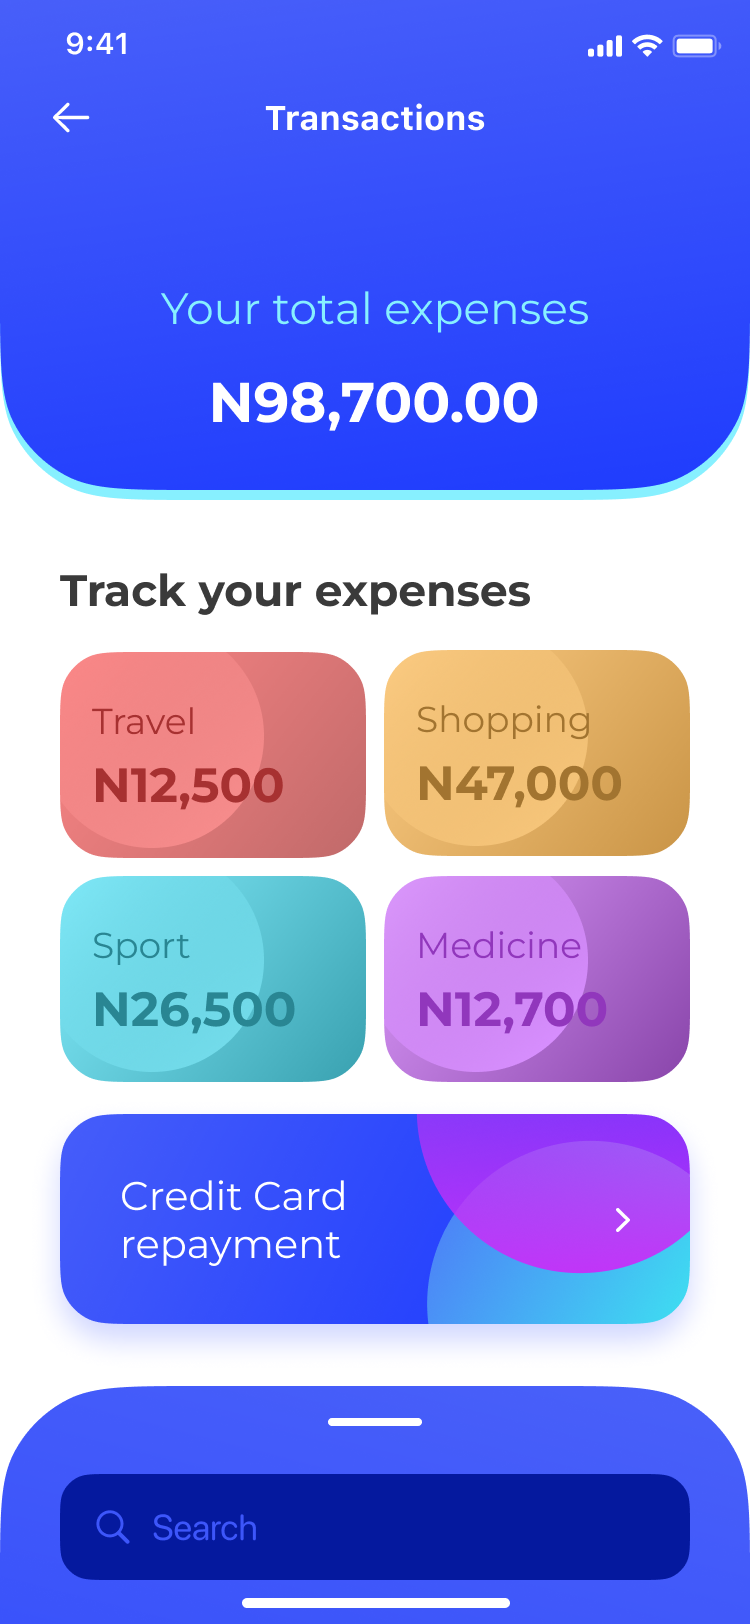 9:41
Transactions
Your total expenses
N98,700.00
Track your expenses
Travel
N12,500
Shopping
N47,000
Sport
N26,500
Medicine
N12,700
Credit Card
repayment
Search